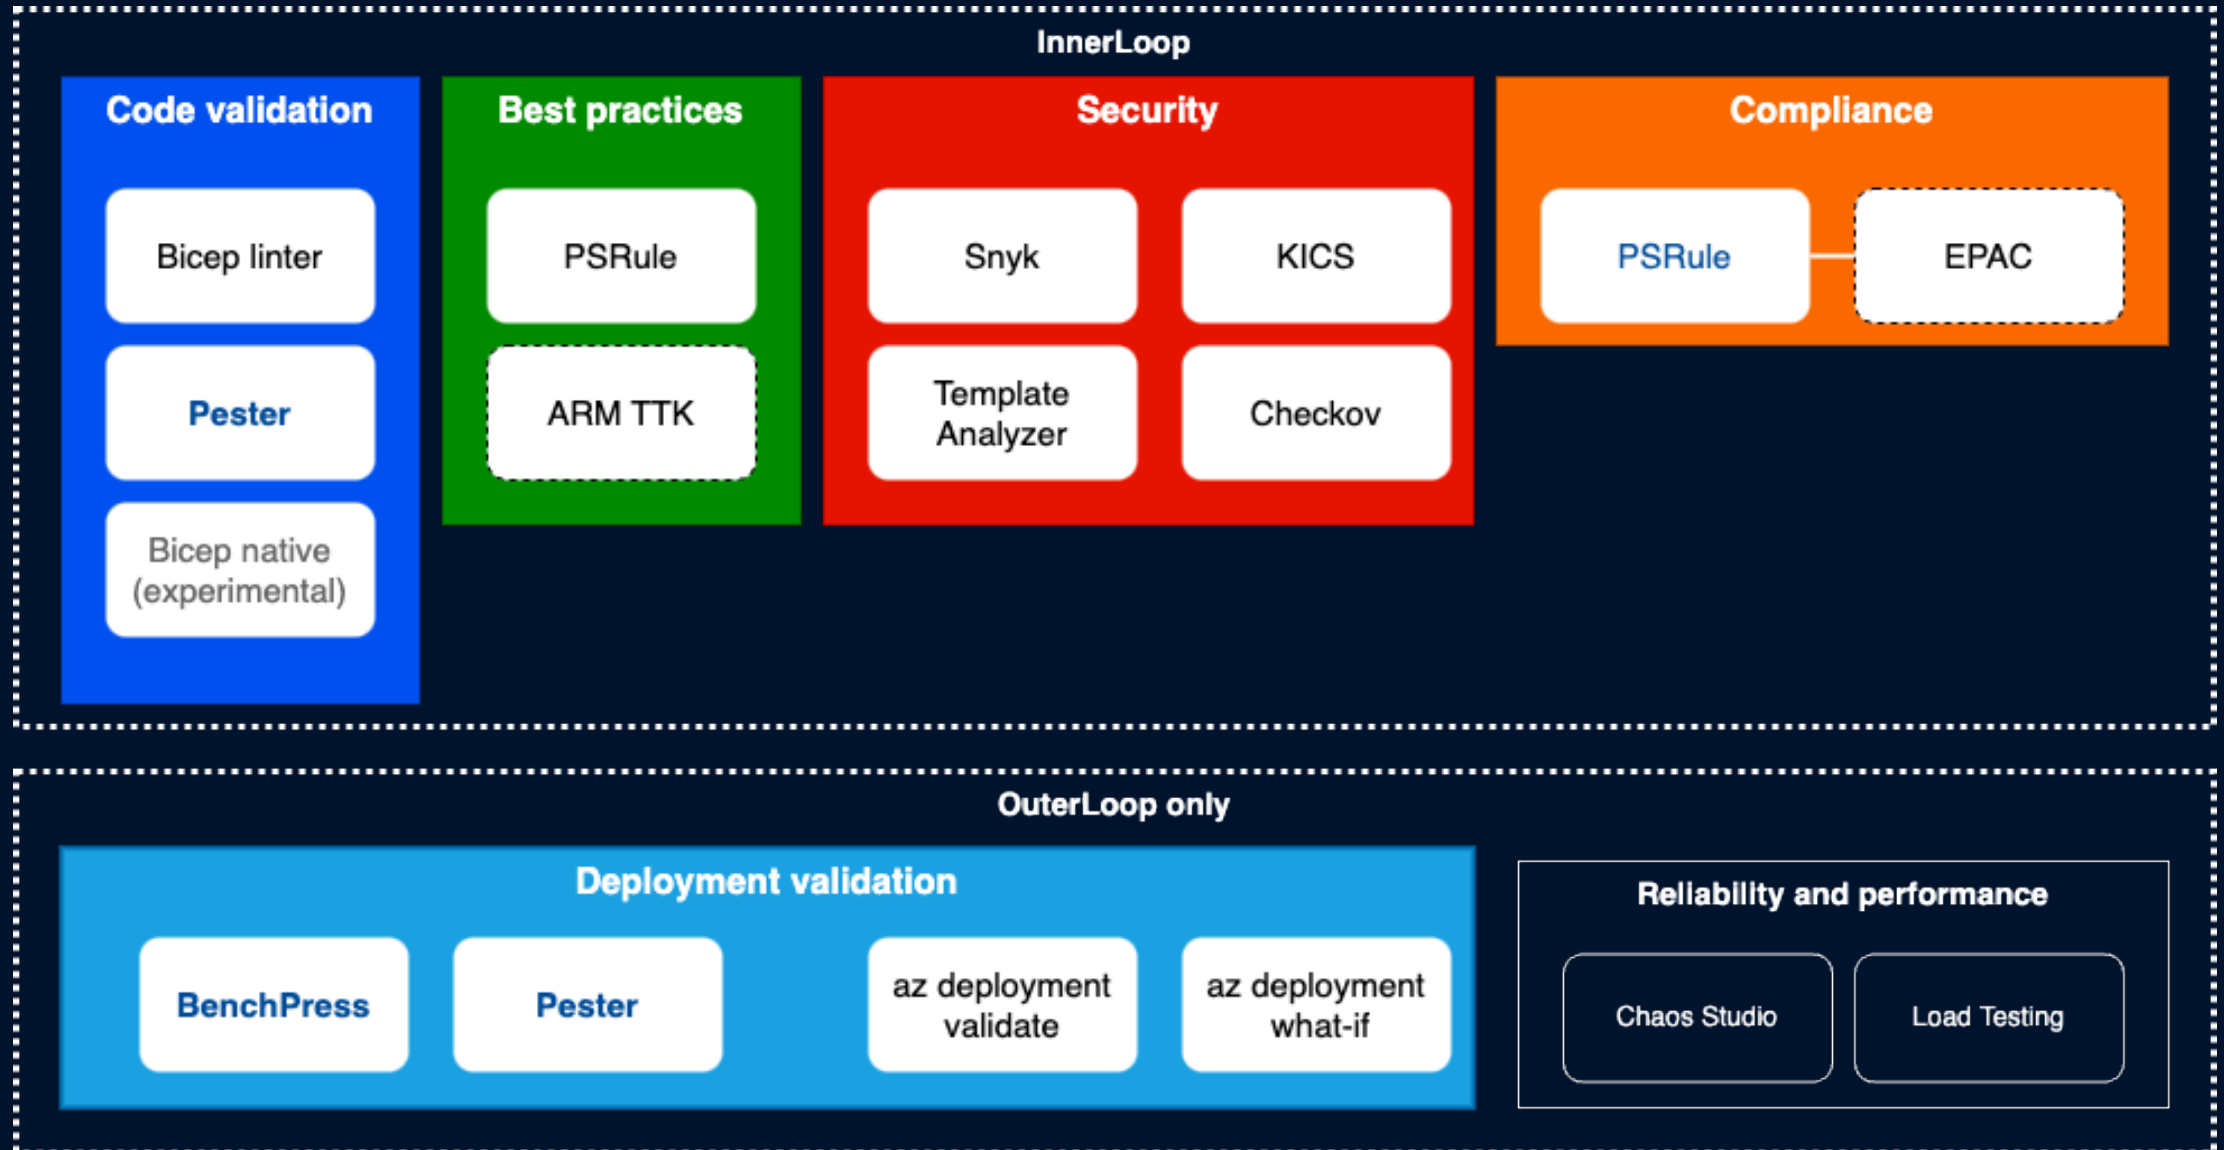 InnerLoop
Code validation
Bicep linter
Pester
Bicep native
(experimental)
Best practices
PSRule
ARM TTK
Security
Snyk
KICS
Template
Analyzer
Checkov
Compliance
PSRule
EPAC
OuterLoop only
Deployment validation
BenchPress
Pester
az deployment
validate
az deployment
what-if
Reliability and performance
Chaos Studio
Load Testing